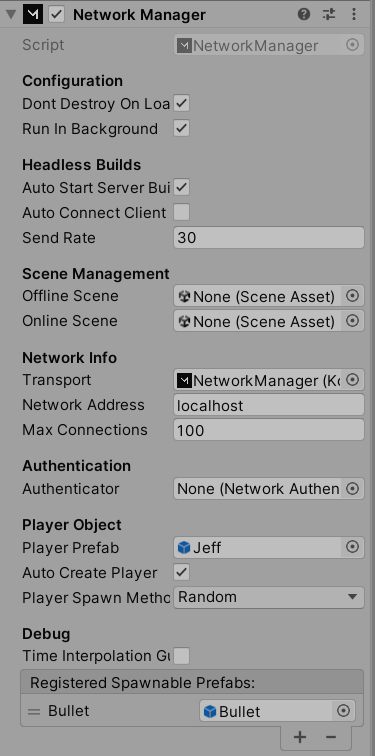 Network Manager
Script NetworkManager
Configuration
Dont Destroy On Loa
Run In Background
Headless Builds
Auto Start Server Bui
Auto Connect Client
Send Rate 30
Scene Management
Offline Scene None (Scene Asset)
Online Scene None (Scene Asset)
Network Info
Transport NetworkManager (Kc
Network Address localhost
Max Connections 100
Authentication
Authenticator None (Network Authen
Player Object
Player Prefab Jeff
Auto Create Player
Player Spawn Metho Random
Debug
Time Interpolation Gu
Registered Spawnable Prefabs:
Bullet Bullet